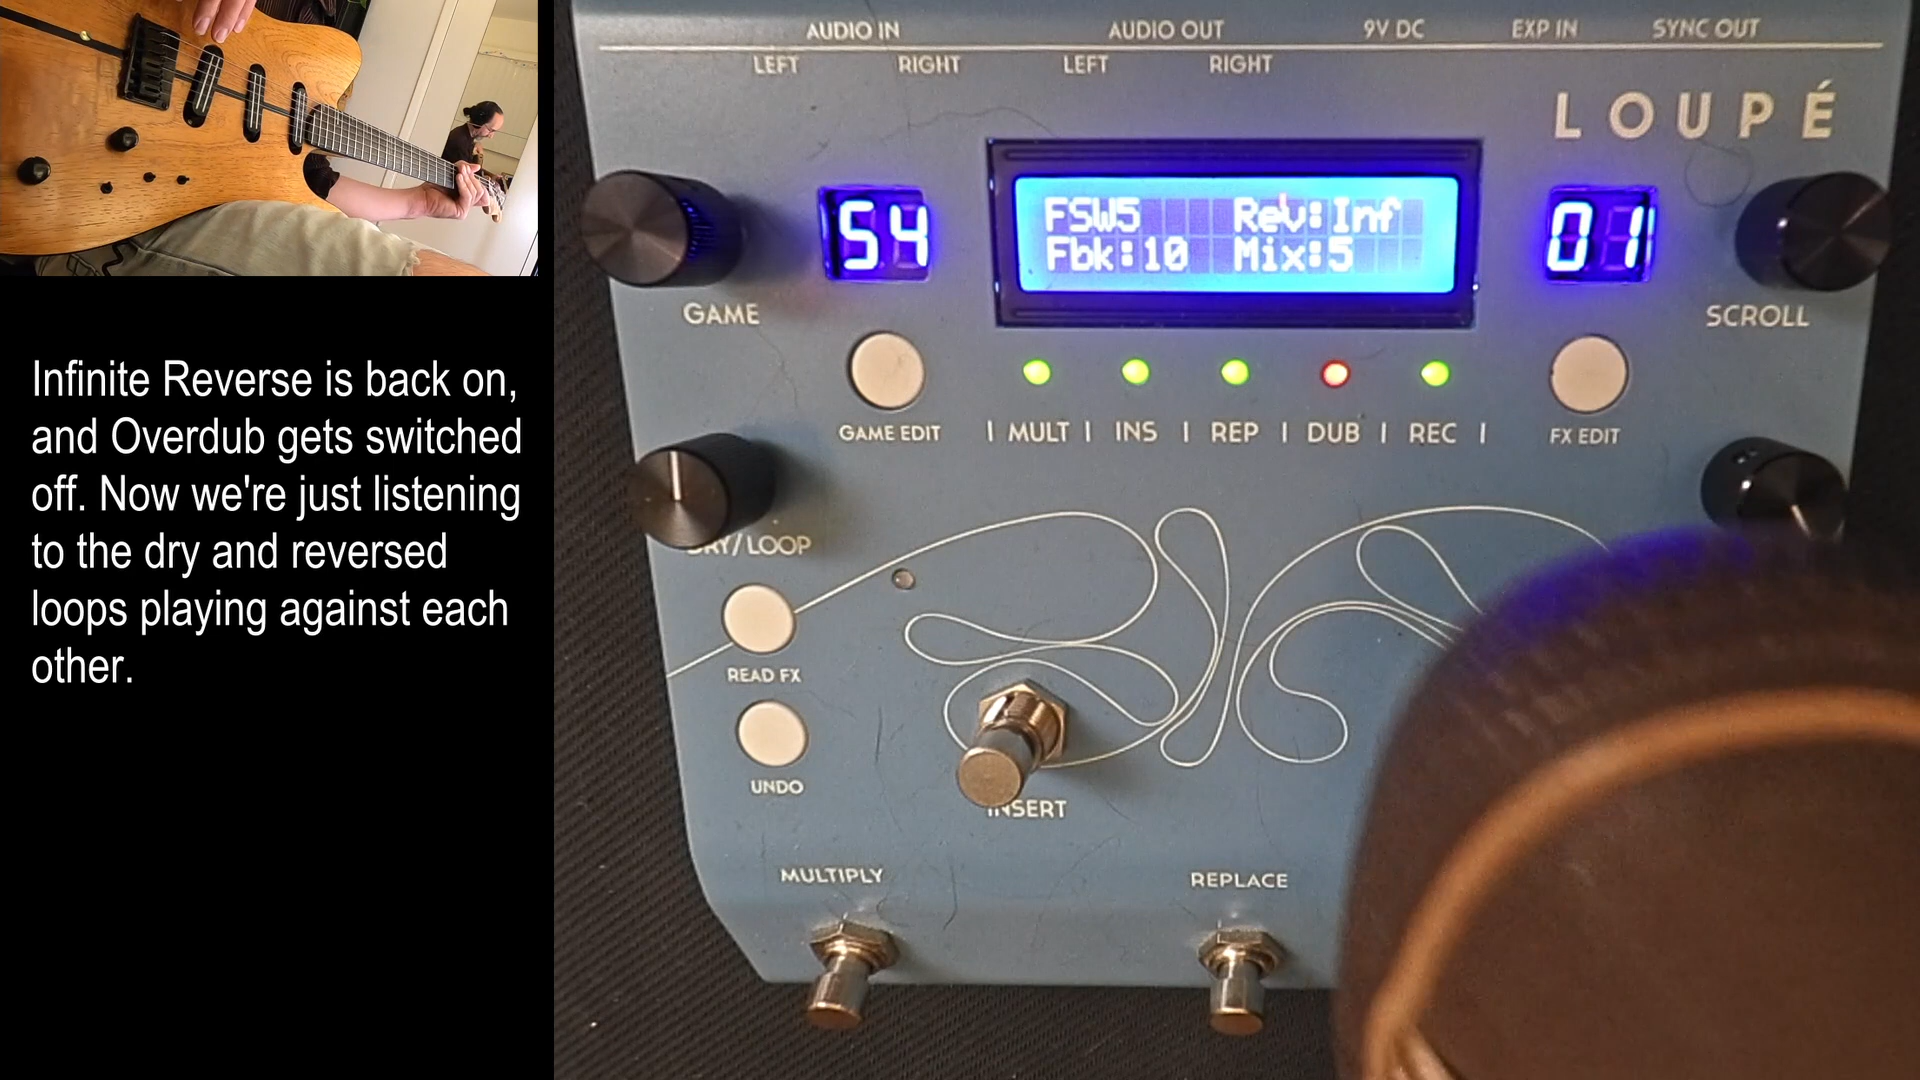 Infinite Reverse is back on,
and Overdub gets switched
off. Now we're just listening
to the dry and reversed
loops playing against each
other.
AUDIO IN AUDIO OUT 9V DC EXP IN SYNC OUT
LEFT RIGHT LEFT RIGHT
LOUPÉ
S4
FSW5 Rev:Inf
Fbk:10 Mix:5
01
GAME
SCROLL
GAME EDIT | MULT | INS | REP | DUB | REC | FX EDIT
DRY/LOOP
READ FX
UNDO
INSERT
MULTIPLY
REPLACE